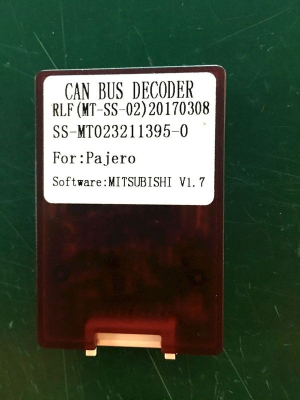 CAN BUS DECODER
RLF(MT-SS-02)20170308
SS-MT023211395-0
For:Pajero
Software:MITSUBISHI V1.7